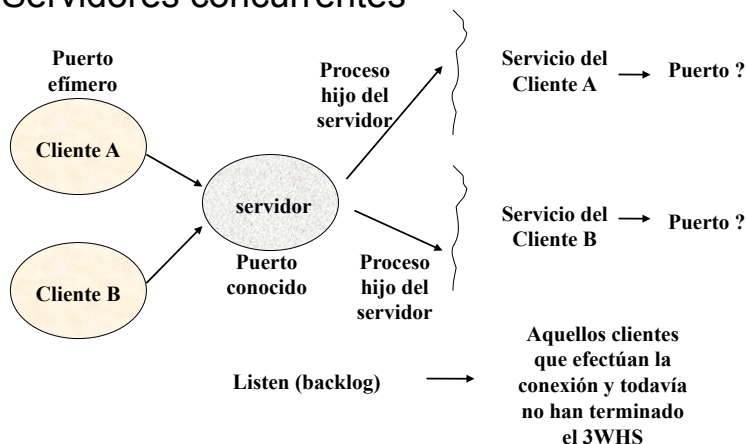 Servidores concurrentes
Puerto
efímero
Cliente A
Cliente B
servidor
Puerto
conocido
Proceso
hijo del
servidor
Proceso
hijo del
servidor
Servicio del
Cliente A
Puerto ?
Servicio del
Cliente B
Puerto ?
Listen (backlog)
Aquellos clientes
que efectúan la
conexión y todavía
no han terminado
el 3WHS